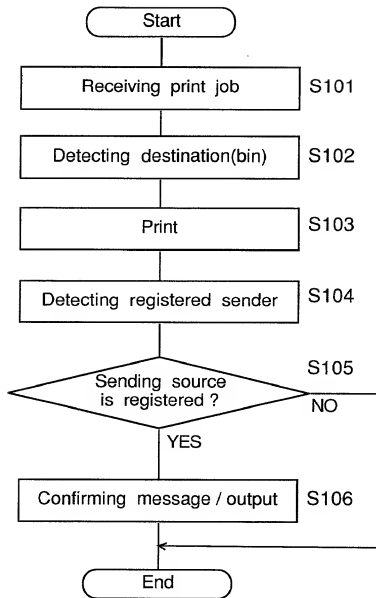 Start
Receiving print job S101
Detecting destination(bin) S102
Print S103
Detecting registered sender S104
S105
Sending source
is registered ?
NO
YES
Confirming message / output S106
End